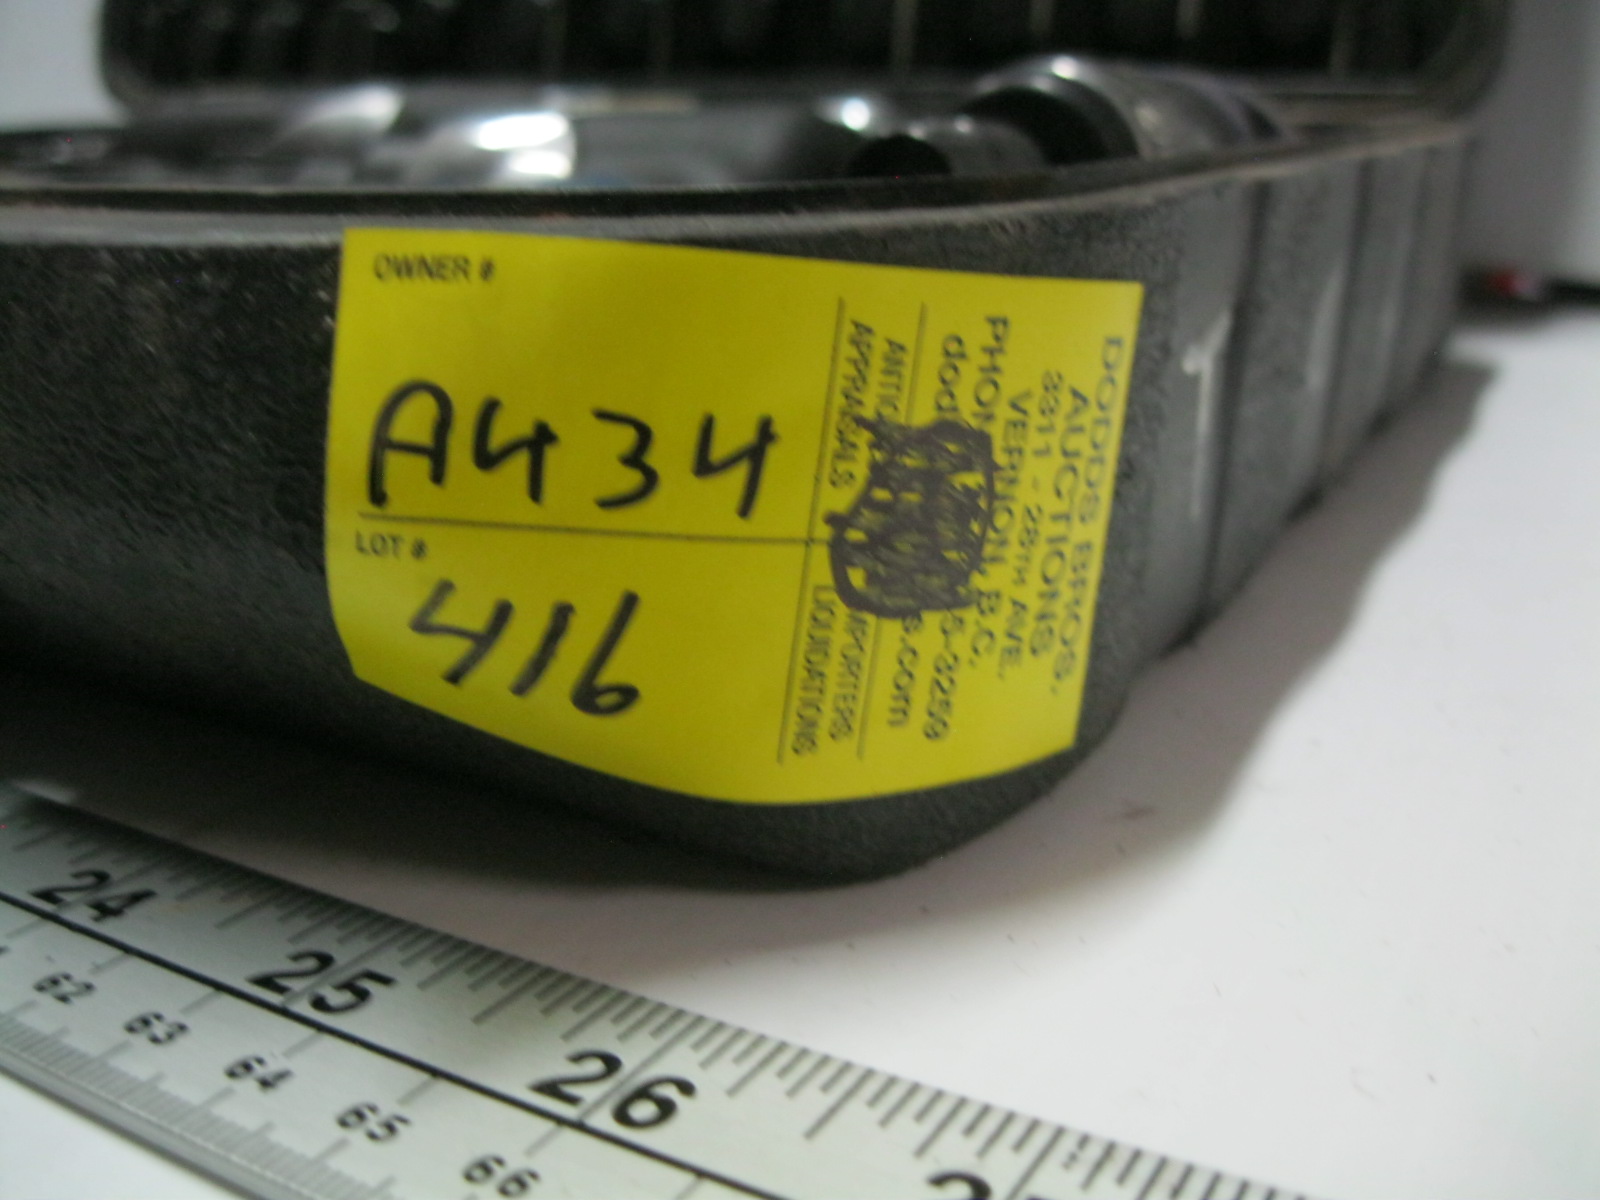 OWNER #
A434
LOT #
416
DODDS BROS.
AUCTIONS
3311 - 28TH AVE.
VERNON, B.C.
24
25
26
62
63
64
65
66
APPRAISALS
LIQUIDATIONS